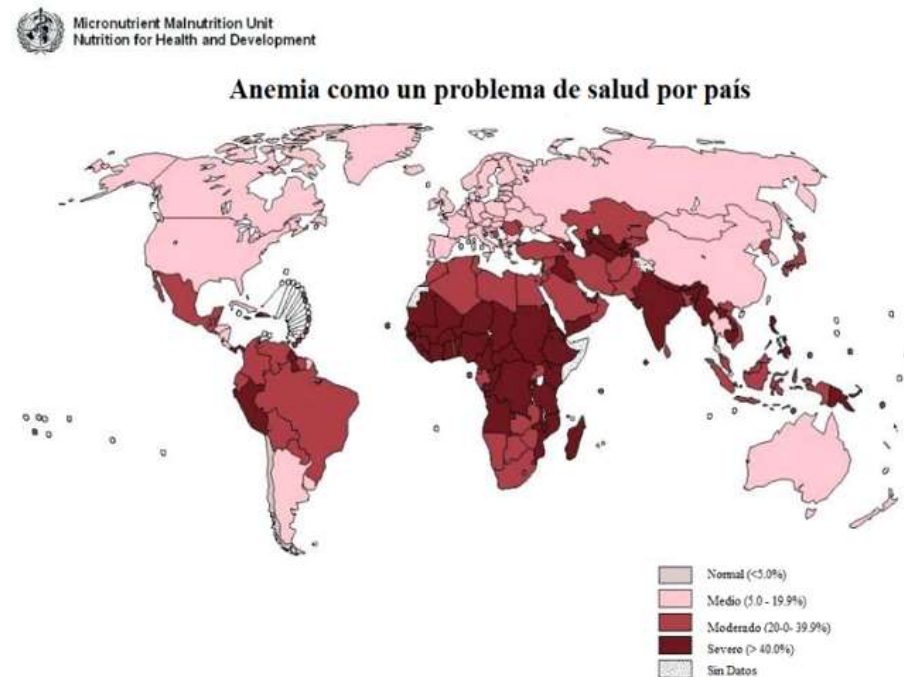 Micronutrient Malnutrition Unit
Nutrition for Health and Development
Anemia como un problema de salud por país
Normal (<5.0%)
Medio (5.0 - 19.9%)
Moderado (20-0- 39.9%)
Severo (> 40.0%)
Sin Datos